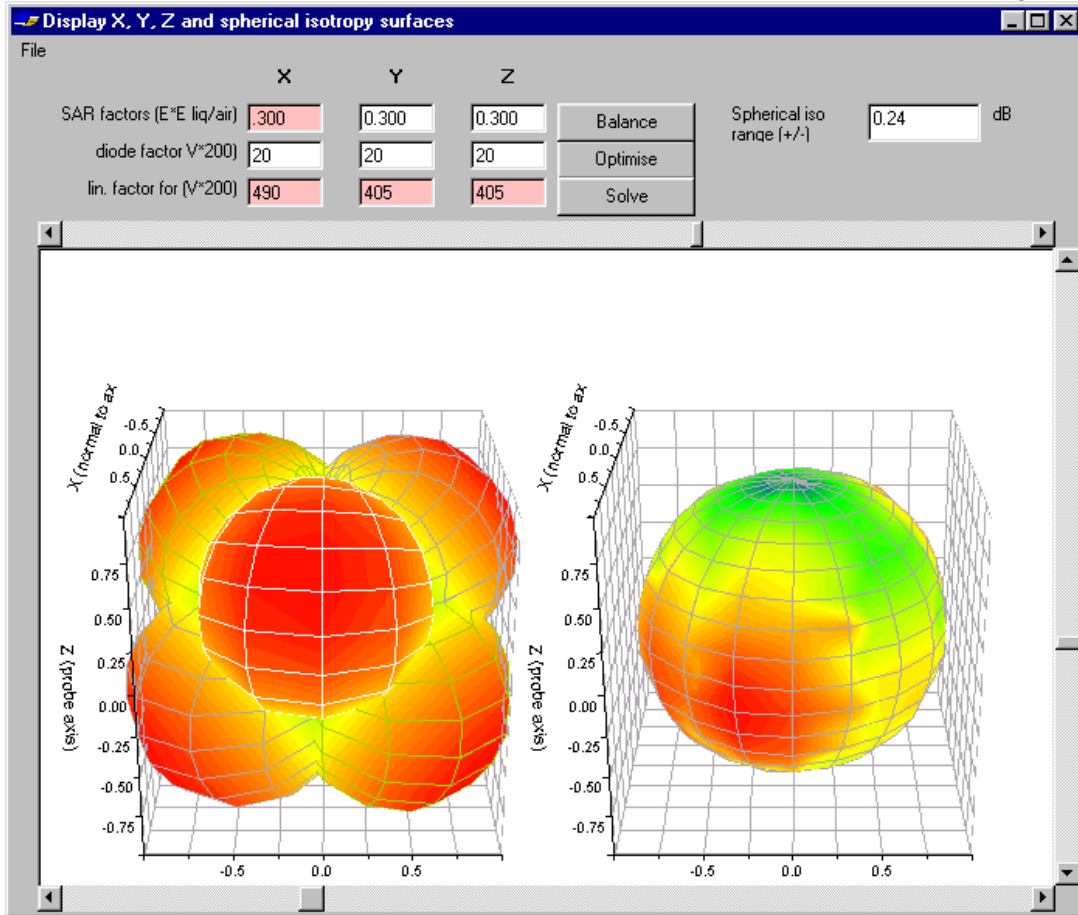 Display X, Y, Z and spherical isotropy surfaces
File
X Y Z
SAR factors (E*E liq/air) .300 0.300 0.300 Balance Spherical iso range (+/-) 0.24 dB
diode factor V*200) 20 20 20 Optimise
lin. factor for (V*200) 490 405 405 Solve
X (normal to ax
-0.5
0.0
0.5
0.75
0.50
0.25
0.00
-0.25
-0.50
-0.75
Z (probe axis)
-0.5 0.0 0.5
X (normal to ax
-0.5
0.0
0.5
0.75
0.50
0.25
0.00
-0.25
-0.50
-0.75
Z (probe axis)
-0.5 0.0 0.5